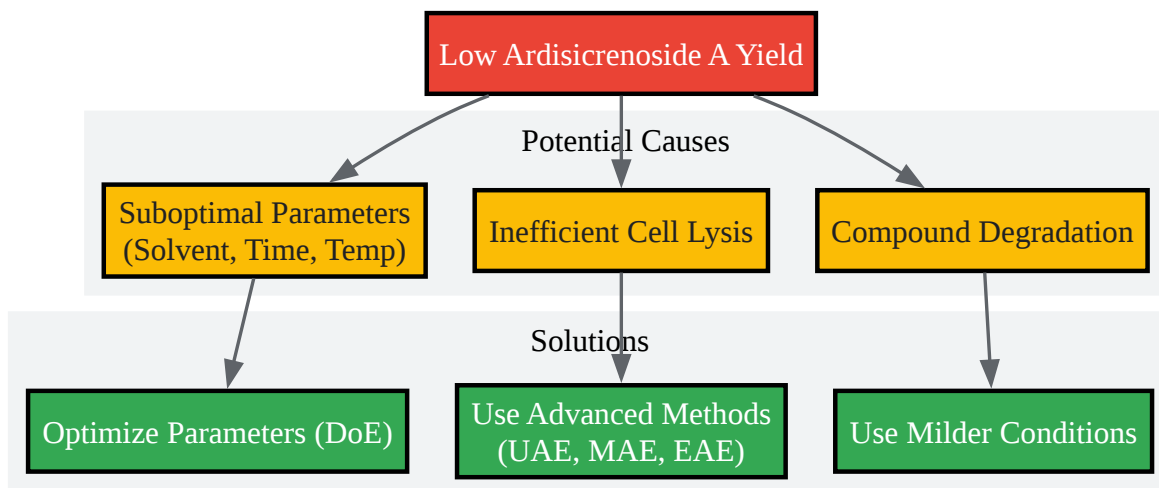 Low Ardisicrenoside A Yield
Potential Causes
Suboptimal Parameters
(Solvent, Time, Temp)
Inefficient Cell Lysis
Compound Degradation
Solutions
Optimize Parameters (DoE)
Use Advanced Methods
(UAE, MAE, EAE)
Use Milder Conditions